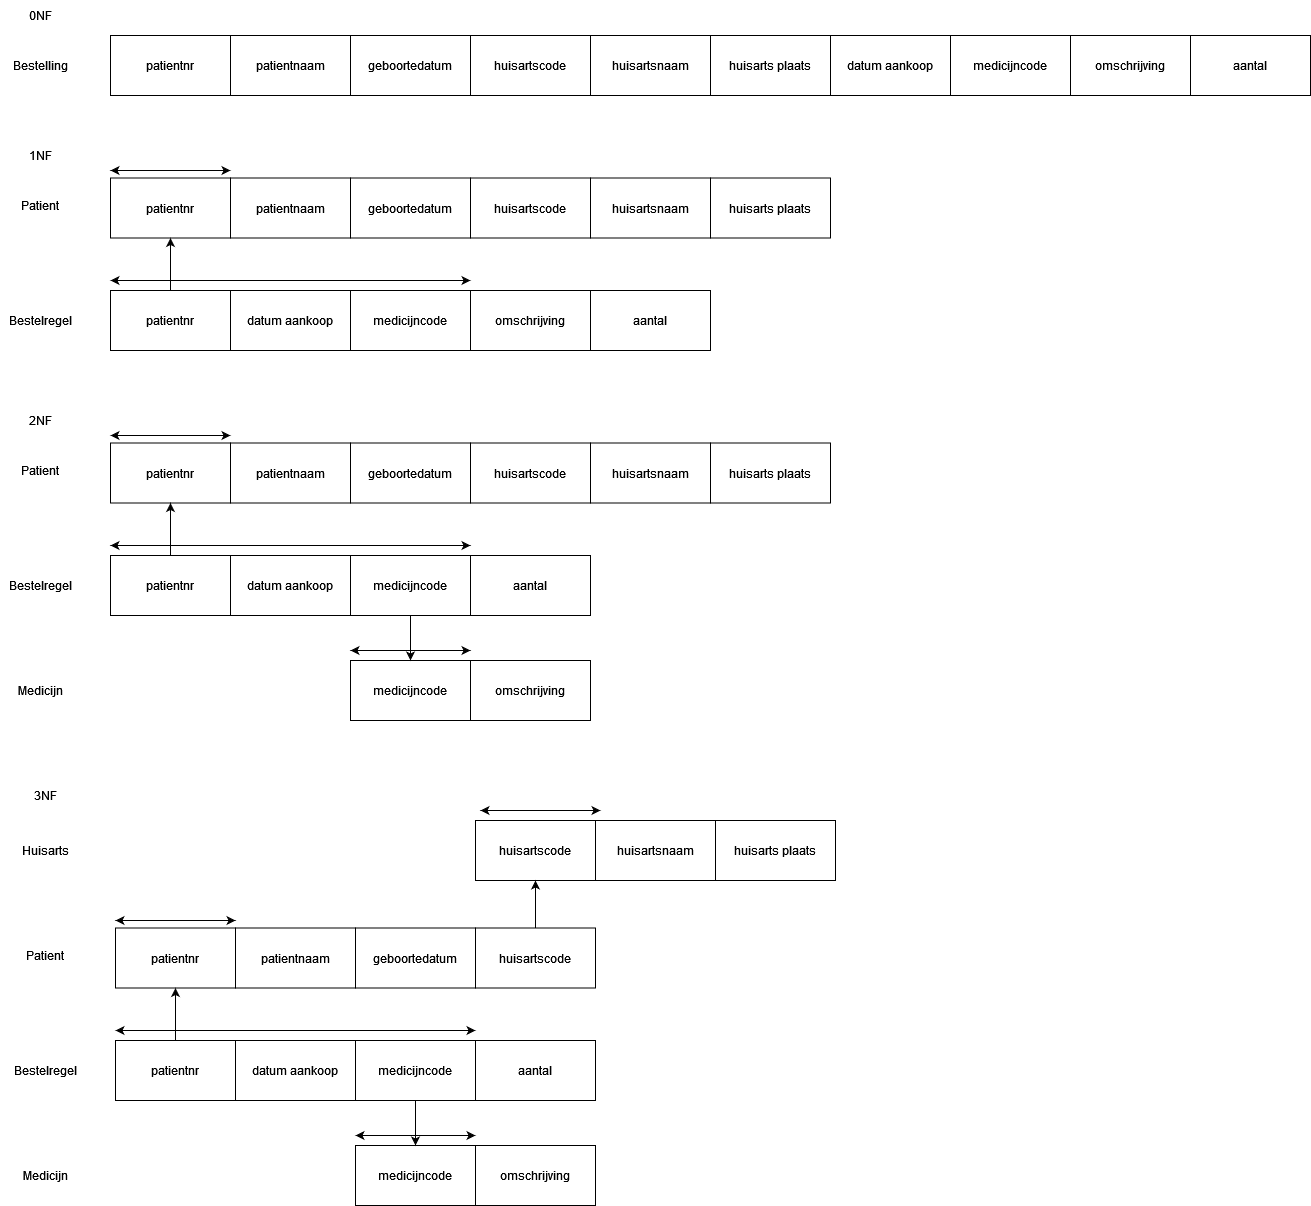 0NF
Bestelling patientnr patientnaam geboortedatum huisartscode huisartsnaam huisarts plaats datum aankoop medicijncode omschrijving aantal
1NF
Patient patientnr patientnaam geboortedatum huisartscode huisartsnaam huisarts plaats
Bestelregel patientnr datum aankoop medicijncode omschrijving aantal
2NF
Patient patientnr patientnaam geboortedatum huisartscode huisartsnaam huisarts plaats
Bestelregel patientnr datum aankoop medicijncode aantal
Medicijn medicijncode omschrijving
3NF
Huisarts huisartscode huisartsnaam huisarts plaats
Patient patientnr patientnaam geboortedatum huisartscode
Bestelregel patientnr datum aankoop medicijncode aantal
Medicijn medicijncode omschrijving